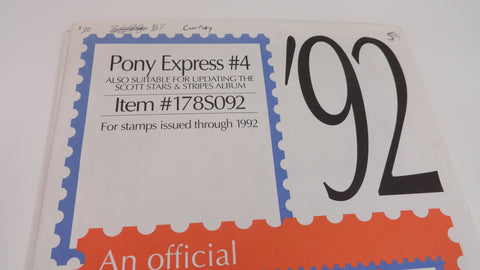 Pony Express #4
ALSO SUITABLE FOR UPDATING THE
SCOTT STARS & STRIPES ALBUM
Item #178S092
For stamps issued through 1992
'92
An official